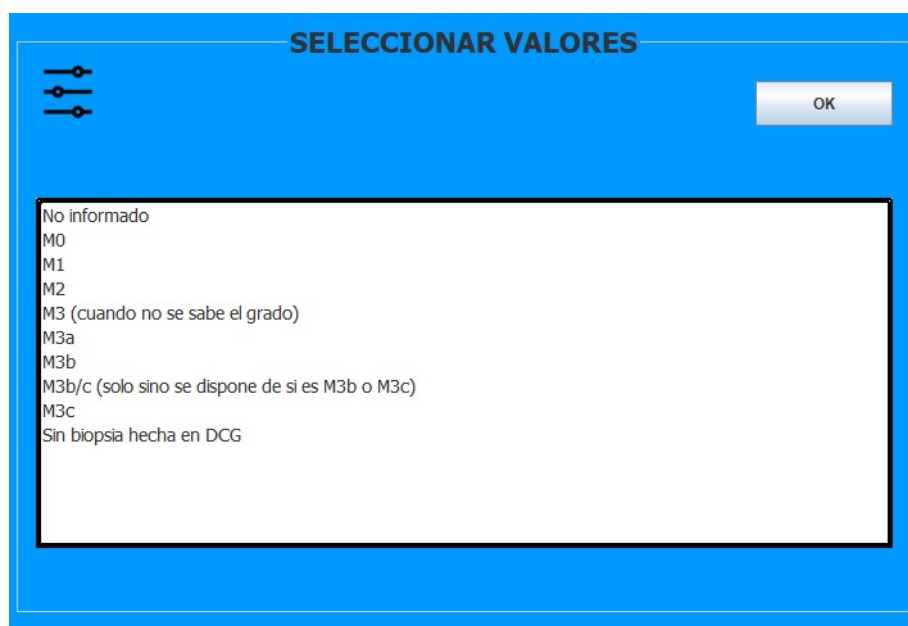 SELECCIONAR VALORES
OK
No informado
M0
M1
M2
M3 (cuando no se sabe el grado)
M3a
M3b
M3b/c (solo sino se dispone de si es M3b o M3c)
M3c
Sin biopsia hecha en DCG